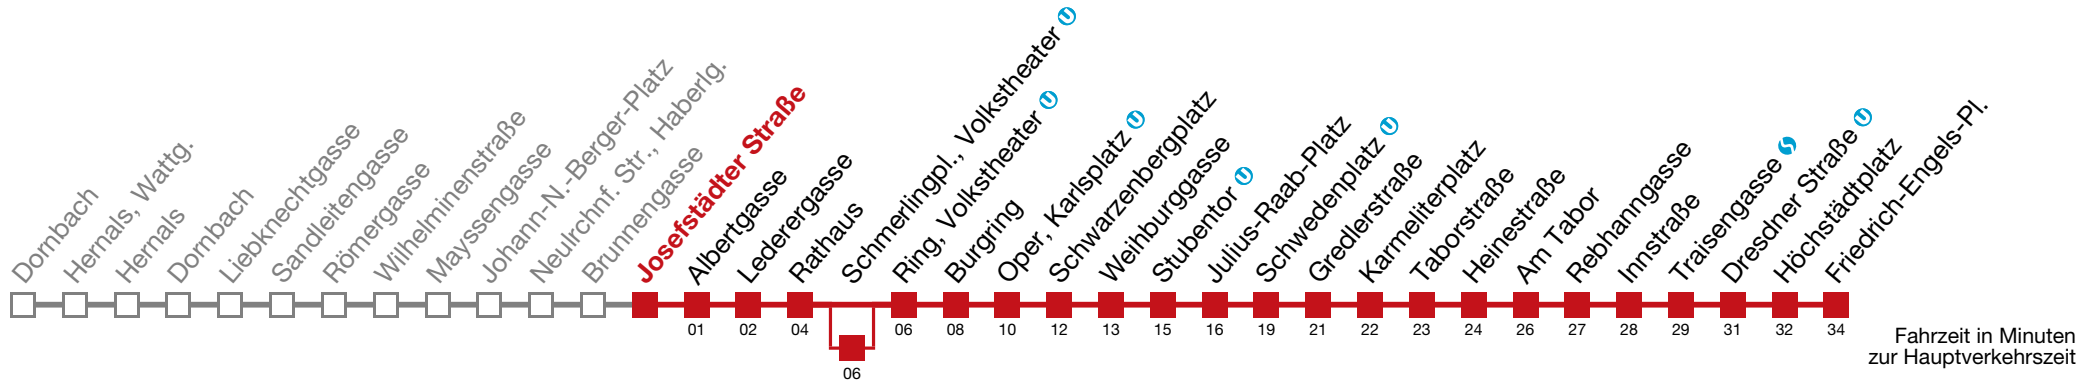 Dornbach
Hernals, Wattg.
Hernals
Dornbach
Liebknechtgasse
Sandleitengasse
Römergasse
Wilhelminenstraße
Mayssengasse
Johann-N.-Berger-Platz
Neulrchnf. Str., Haberlg.
Brunnengasse
Josefstädter Straße
Albertgasse
Lederergasse
Rathaus
Schmerlingpl., Volkstheater U
Ring, Volkstheater U
Burgring
Oper, Karlsplatz U
Schwarzenbergplatz
Weihburggasse
Stubentor U
Julius-Raab-Platz
Schwedenplatz U
Gredlerstraße
Karmeliterplatz
Taborstraße
Heinestraße
Am Tabor
Rebhanngasse
Innstraße
Traisengasse S
Dresdner Straße U
Höchstädtplatz
Friedrich-Engels-Pl.
01 02 04 06 08 10 12 13 15 16 19 21 22 23 24 26 27 28 29 31 32 34
06
Fahrzeit in Minuten
zur Hauptverkehrszeit